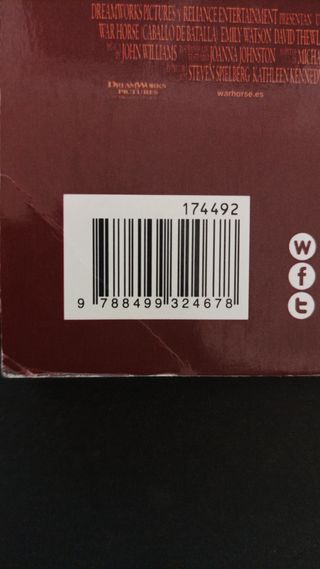 DREAMWORKS PICTURES y RELIANCE ENTERTAINMENT PRESENTAN
WAR HORSE (CABALLO DE BATALLA) EMILY WATSON DAVID THEWL
JOHN WILLIAMS JOANNA JOHNSTON MICHA
STEVEN SPIELBERG KATHLEEN KENNED
DREAMWORKS
PICTURES
warhorse.es
174492
9 788499 324678
w
f
t